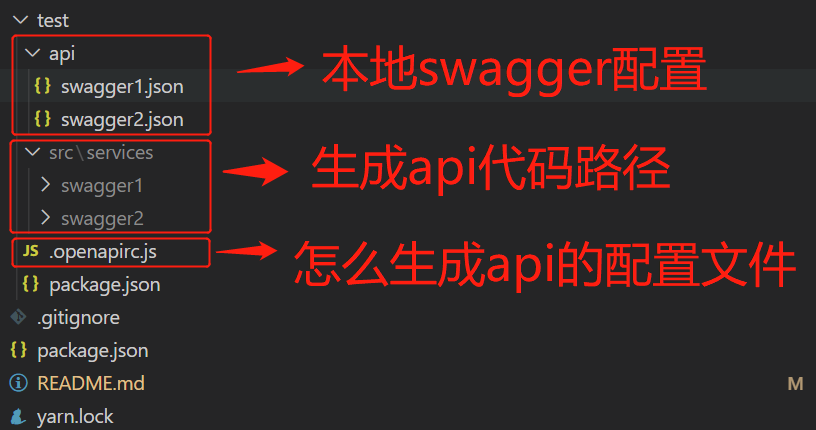 test
api
本地swagger配置
{} swagger1.json
{} swagger2.json
src\services
生成api代码路径
swagger1
swagger2
JS .openapirc.js
怎么生成api的配置文件
{} package.json
.gitignore
{} package.json
README.md M
yarn.lock